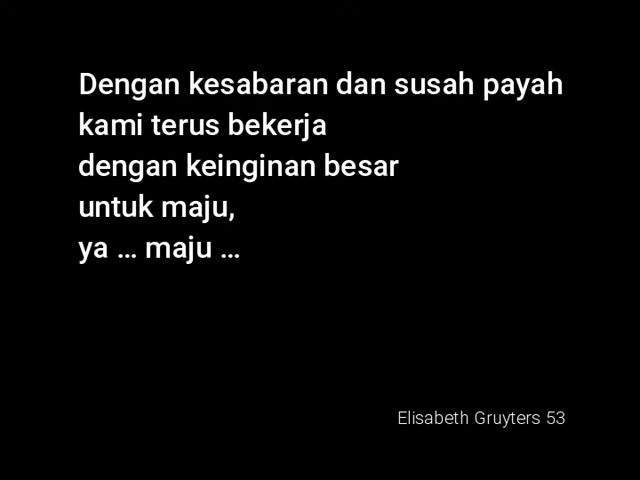 Dengan kesabaran dan susah payah
kami terus bekerja
dengan keinginan besar
untuk maju,
ya ... maju ...
Elisabeth Gruyters 53